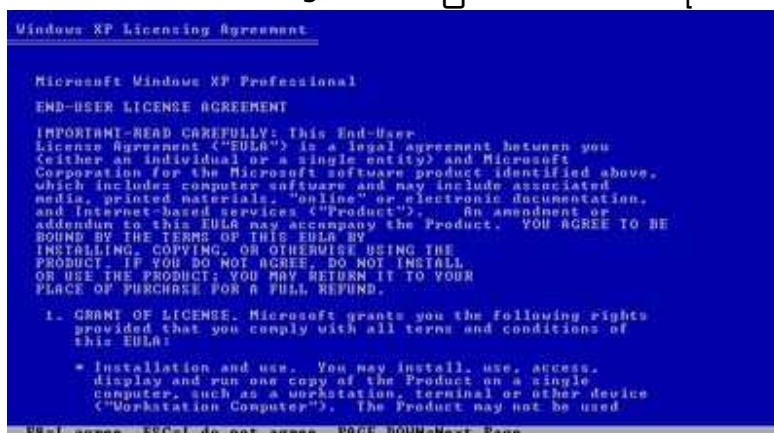 Windows XP Licensing Agreement
Microsoft Windows XP Professional
END-USER LICENSE AGREEMENT
IMPORTANT-READ CAREFULLY: This End-User
License Agreement ("EULA") is a legal agreement between you
(either an individual or a single entity) and Microsoft
Corporation for the Microsoft software product identified above,
which includes computer software and may include associated
media, printed materials, "online" or electronic documentation,
and Internet-based services ("Product"). An amendment or
addendum to this EULA may accompany the Product. YOU AGREE TO BE
BOUND BY THE TERMS OF THIS EULA BY
INSTALLING, COPYING, OR OTHERWISE USING THE
PRODUCT. IF YOU DO NOT AGREE, DO NOT INSTALL
OR USE THE PRODUCT; YOU MAY RETURN IT TO YOUR
PLACE OF PURCHASE FOR A FULL REFUND.
1. GRANT OF LICENSE. Microsoft grants you the following rights
provided that you comply with all terms and conditions of
this EULA:
* Installation and use. You may install, use, access,
display and run one copy of the Product on a single
computer, such as a workstation, terminal or other device
("Workstation Computer"). The Product may not be used
F8=I agree ESC=I do not agree PAGE DOWN=Next Page